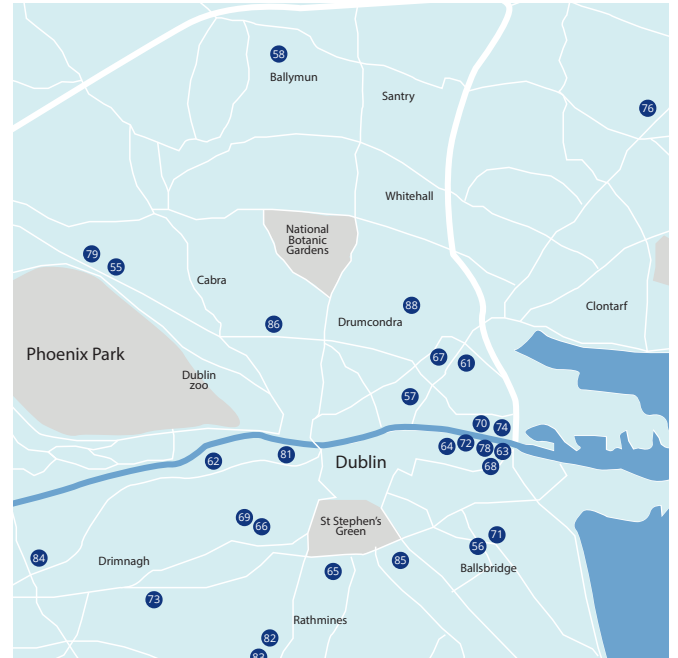 58
Ballymun
Santry
76
Whitehall
National
Botanic
Gardens
79
55
Cabra
88
Clontarf
86
Drumcondra
Phoenix Park
67
61
Dublin
zoo
57
70
74
64
72
78
63
81
62
Dublin
68
69
66
St Stephen's
Green
71
56
84
Drimnagh
85
65
Ballsbridge
73
Rathmines
82
83